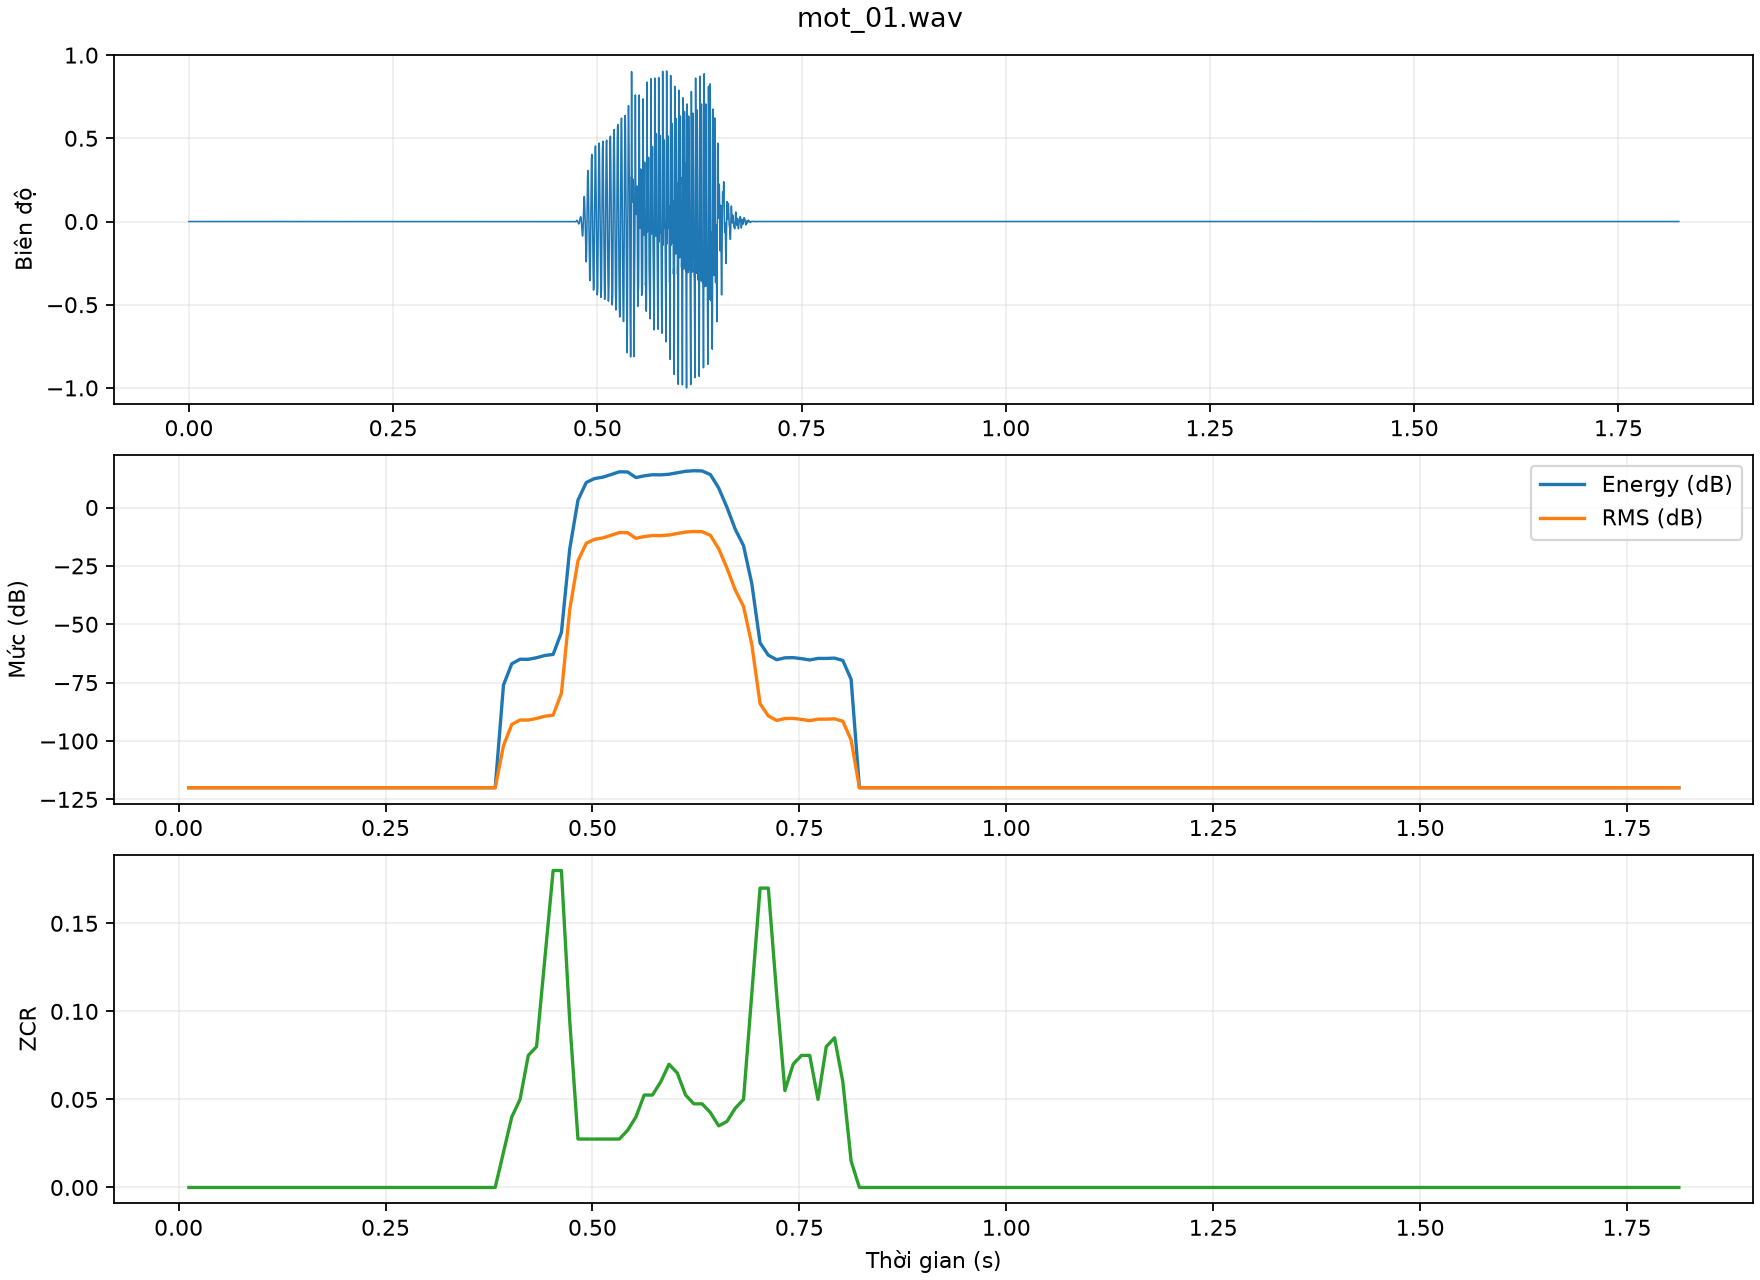 mot_01.wav
1.0
0.5
0.0
−0.5
−1.0
Biên độ
0.00 0.25 0.50 0.75 1.00 1.25 1.50 1.75
Energy (dB)
RMS (dB)
0
−25
−50
−75
−100
−125
Mức (dB)
0.00 0.25 0.50 0.75 1.00 1.25 1.50 1.75
0.15
0.10
0.05
0.00
ZCR
0.00 0.25 0.50 0.75 1.00 1.25 1.50 1.75
Thời gian (s)